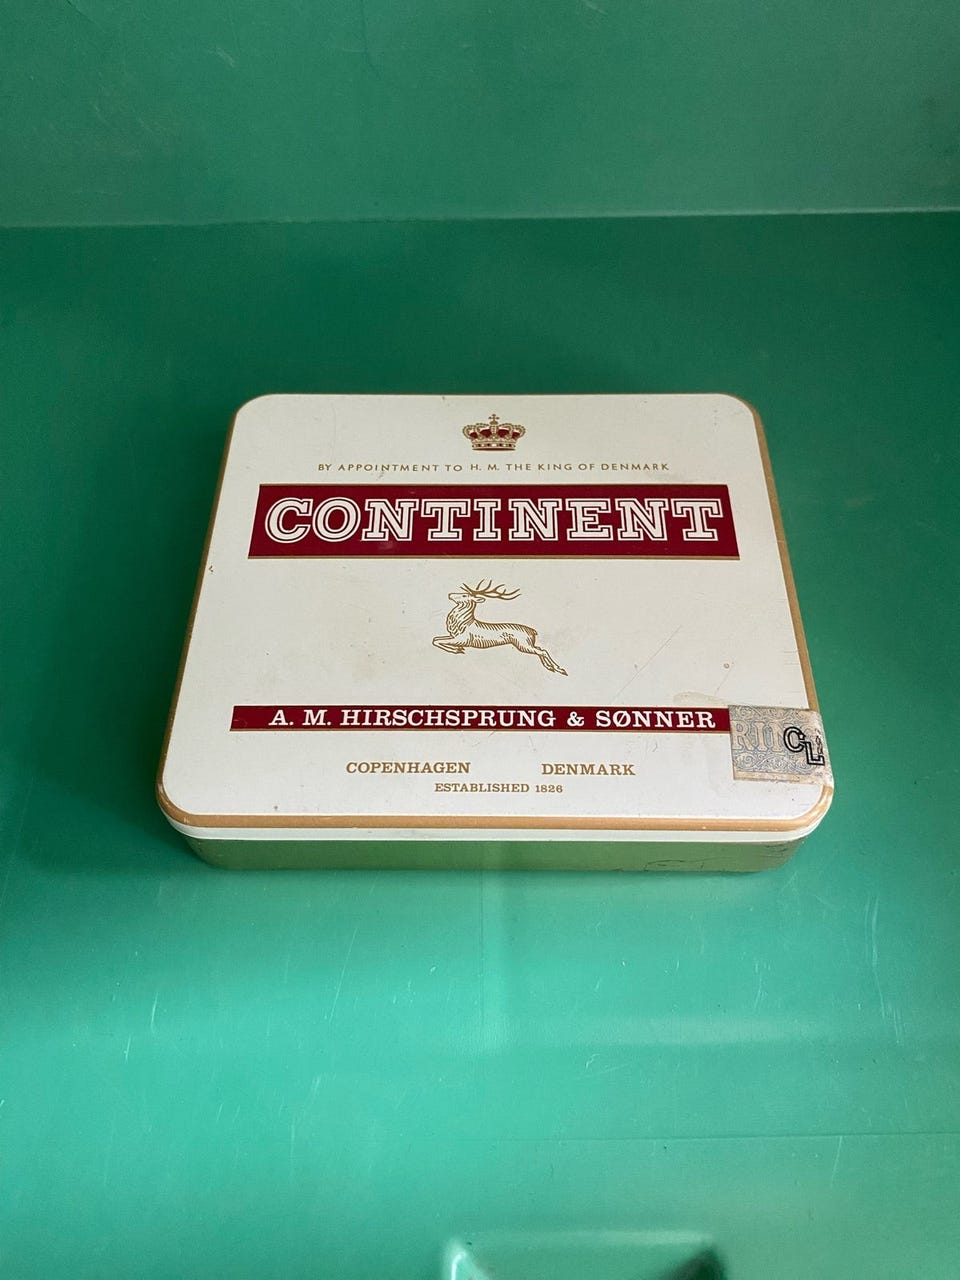 BY APPOINTMENT TO H. M. THE KING OF DENMARK
CONTINENT
A. M. HIRSCHSPRUNG & SØNNER
COPENHAGEN DENMARK
ESTABLISHED 1826